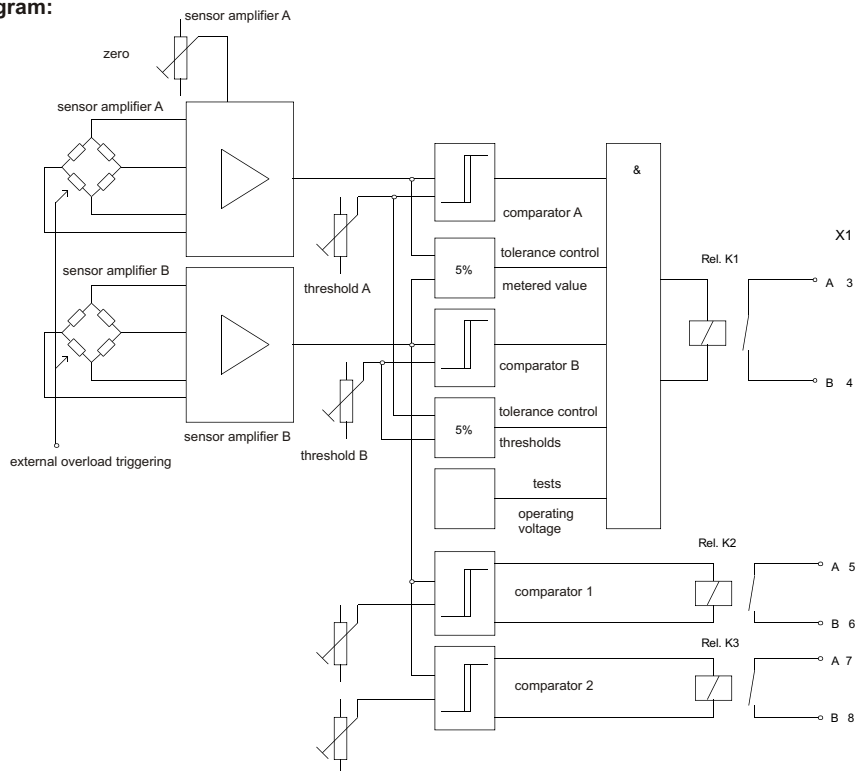 gram:
sensor amplifier A
zero
sensor amplifier A
&
comparator A
X1
sensor amplifier B
tolerance control
Rel. K1
5%
A 3
threshold A
metered value
comparator B
B 4
tolerance control
sensor amplifier B
5%
threshold B
thresholds
external overload triggering
tests
operating
voltage
Rel. K2
A 5
comparator 1
B 6
Rel. K3
A 7
comparator 2
B 8